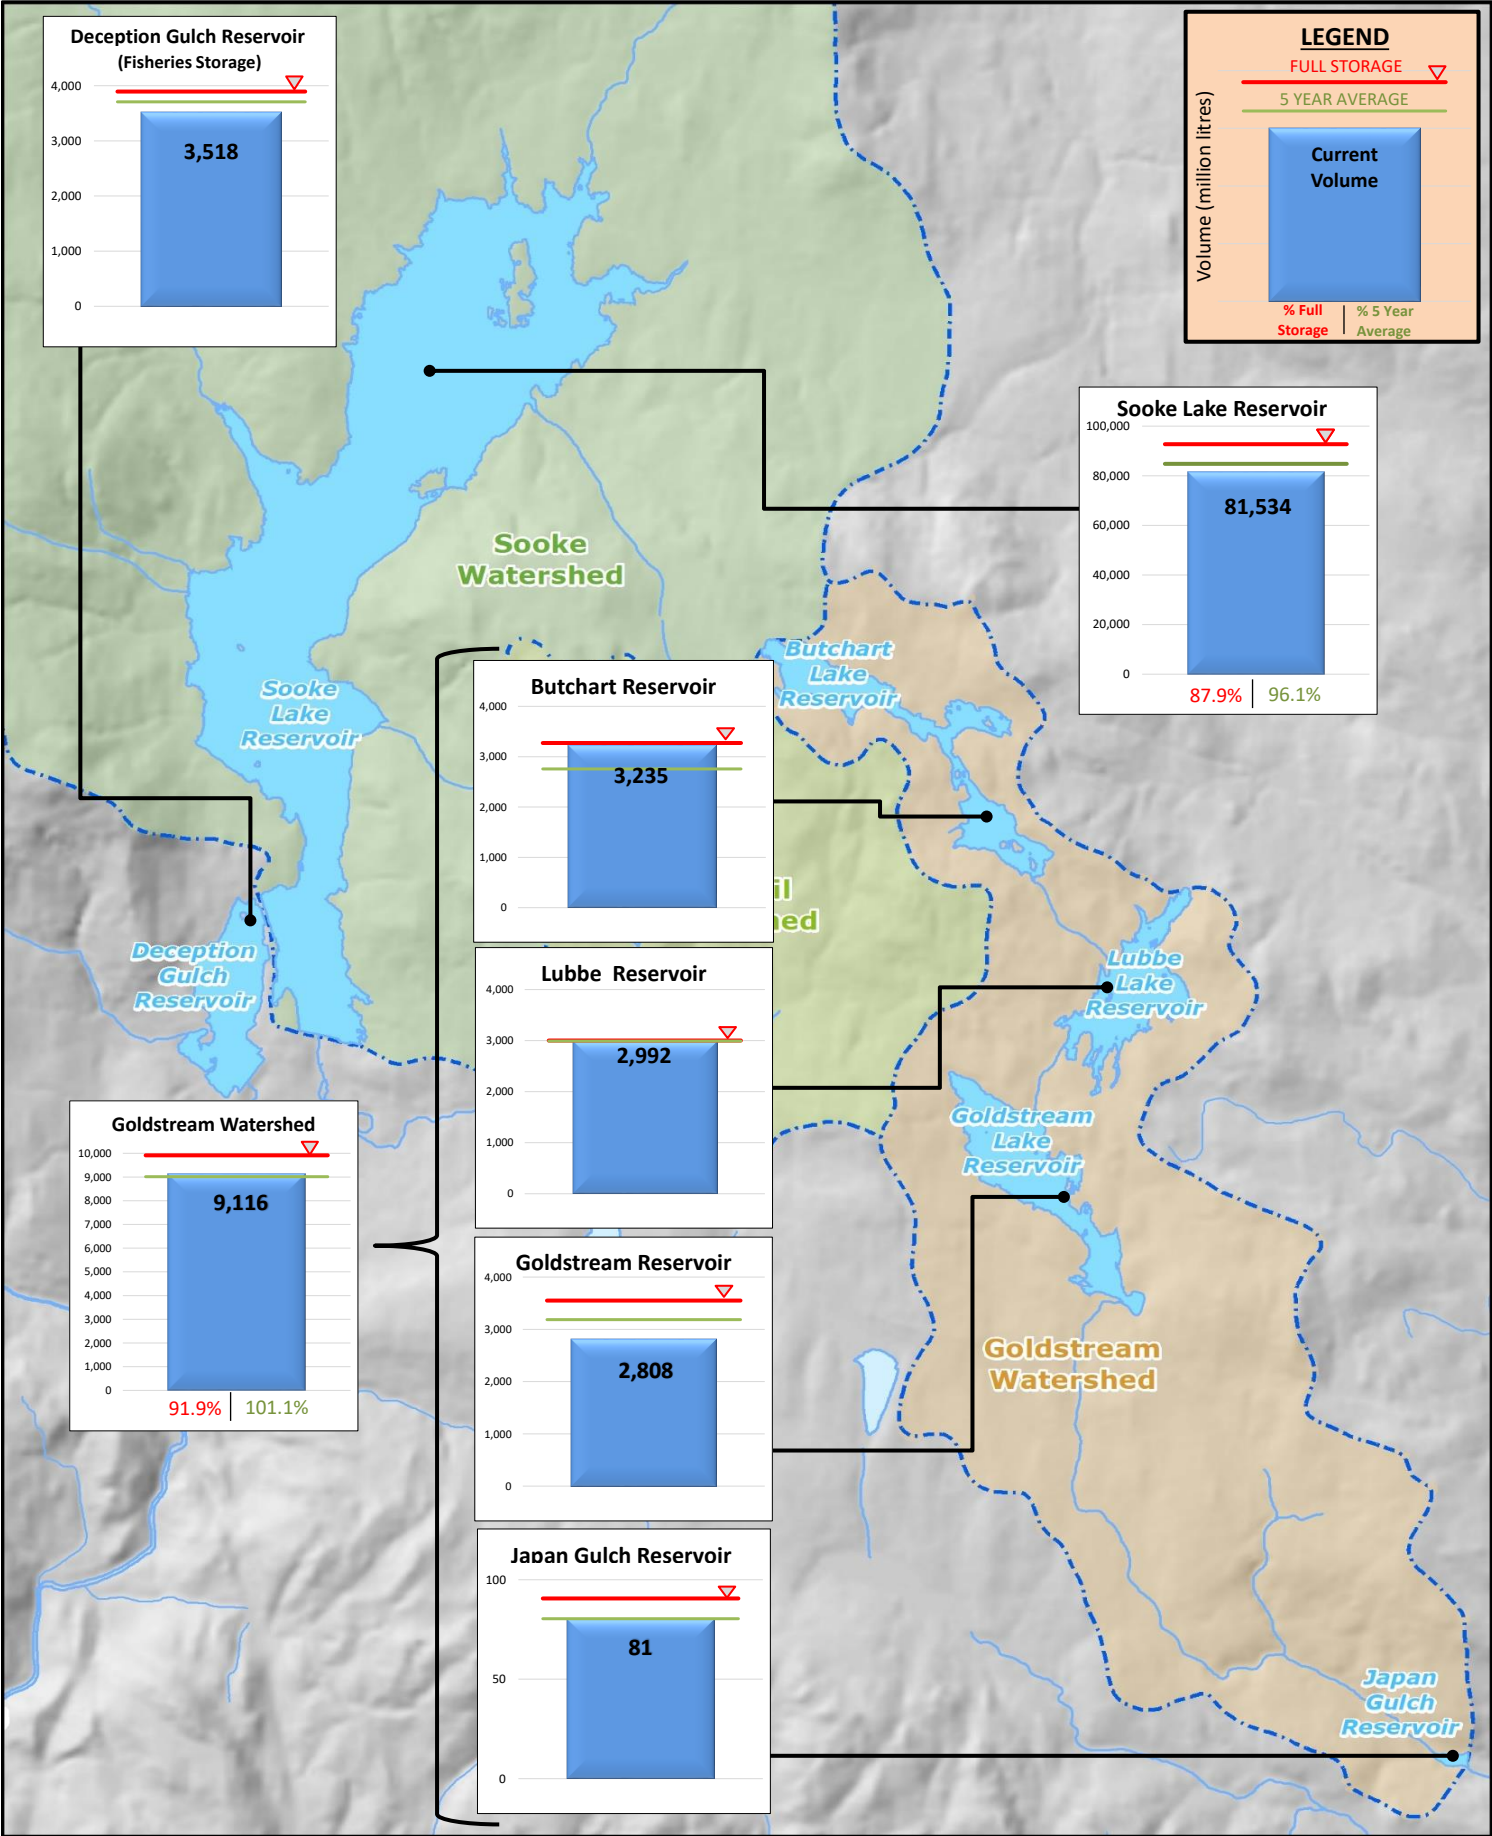 Deception Gulch Reservoir
(Fisheries Storage)
4,000
3,000
2,000
1,000
0
3,518
LEGEND
FULL STORAGE
5 YEAR AVERAGE
Volume (million litres)
Current
Volume
% Full
Storage
% 5 Year
Average
Sooke Lake Reservoir
100,000
80,000
60,000
40,000
20,000
0
81,534
87.9%
96.1%
Sooke
Watershed
Sooke
Lake
Reservoir
Butchart
Lake
Reservoir
Butchart Reservoir
4,000
3,000
2,000
1,000
0
3,235
il
ed
Deception
Gulch
Reservoir
Lubbe Reservoir
4,000
3,000
2,000
1,000
0
2,992
Lubbe
Lake
Reservoir
Goldstream
Lake
Reservoir
Goldstream Watershed
10,000
9,000
8,000
7,000
6,000
5,000
4,000
3,000
2,000
1,000
0
9,116
91.9%
101.1%
Goldstream Reservoir
4,000
3,000
2,000
1,000
0
2,808
Goldstream
Watershed
Japan Gulch Reservoir
100
50
0
81
Japan
Gulch
Reservoir